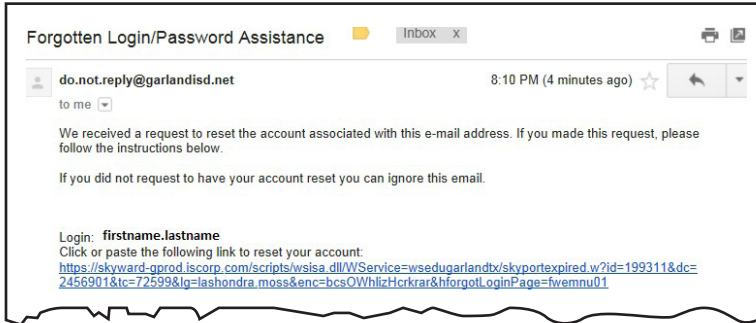 Forgotten Login/Password Assistance Inbox x
do.not.reply@garlandisd.net 8:10 PM (4 minutes ago)
to me
We received a request to reset the account associated with this e-mail address. If you made this request, please
follow the instructions below.
If you did not request to have your account reset you can ignore this email.
Login: firstname.lastname
Click or paste the following link to reset your account:
https://skyward-gprod.iscorp.com/scripts/wsisa.dll/WService=wsedugarlandtx/skyportexpired.w?id=199311&dc=
2456901&tc=72599&lg=lashondra.moss&enc=bcsOWhlizHcrkrar&hforgotLoginPage=fwemnu01